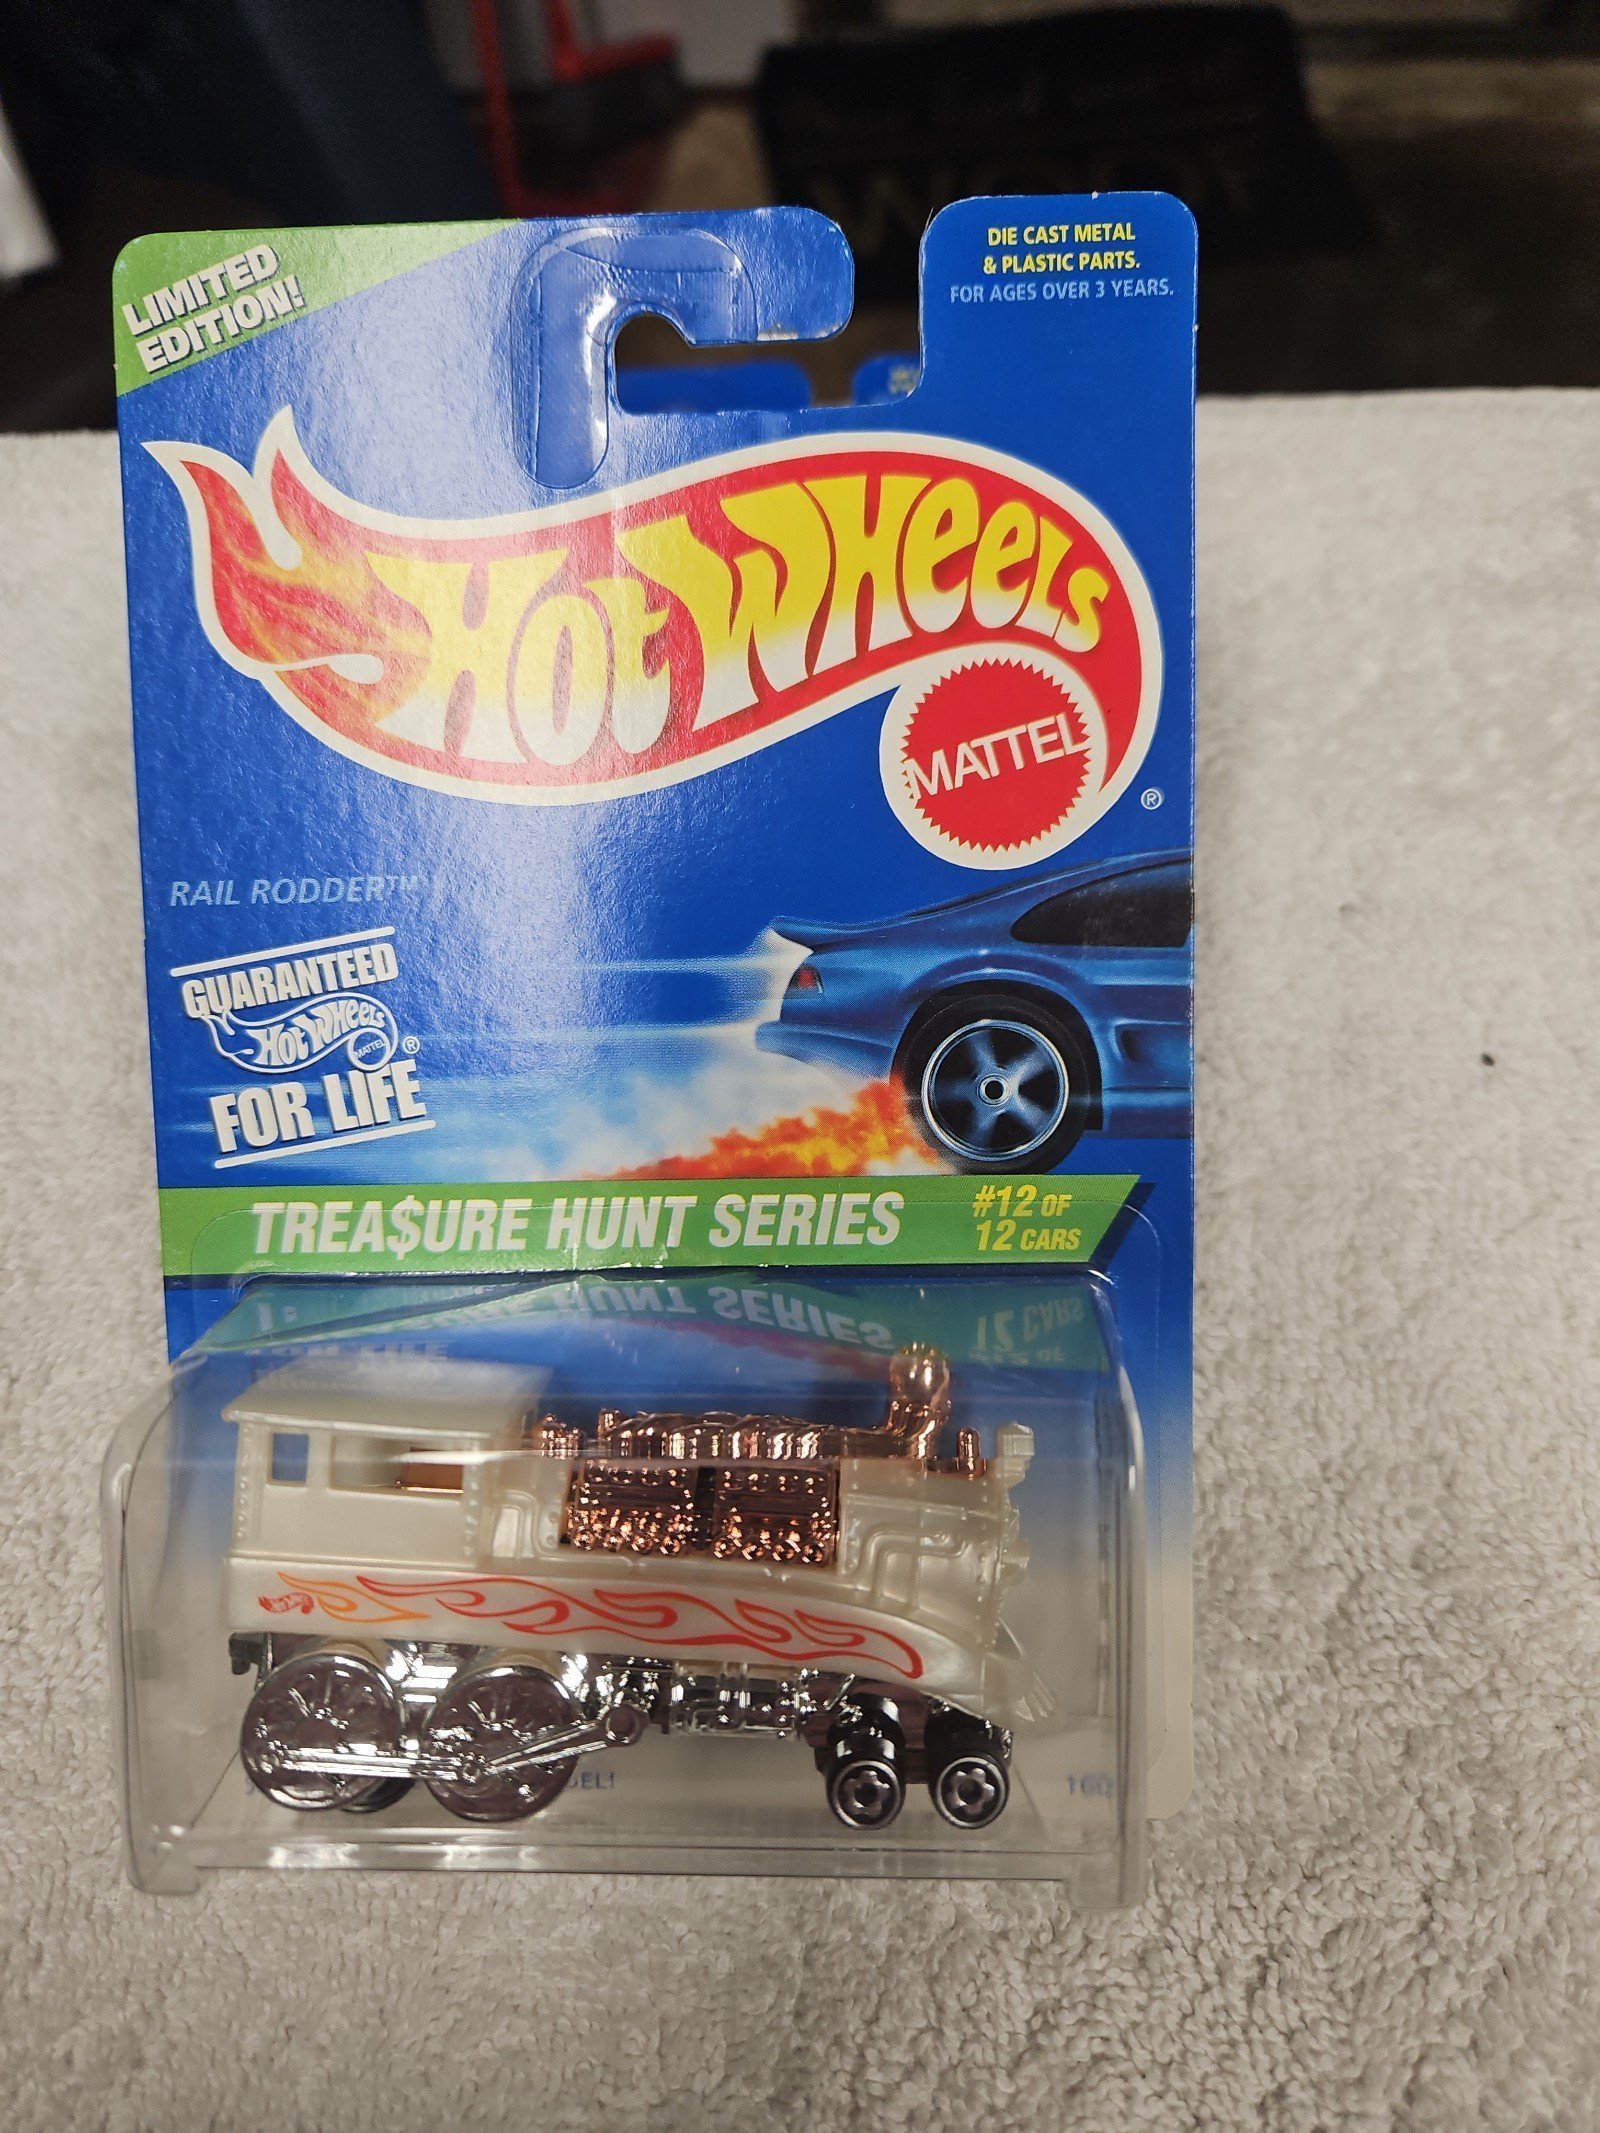 LIMITED
EDITION!
DIE CAST METAL
& PLASTIC PARTS.
FOR AGES OVER 3 YEARS.
HOT WHEELS
MATTEL
®
RAIL RODDER™
GUARANTEED
HOT WHEELS
MATTEL ®
FOR LIFE
TREA$URE HUNT SERIES
#12 OF
12 CARS